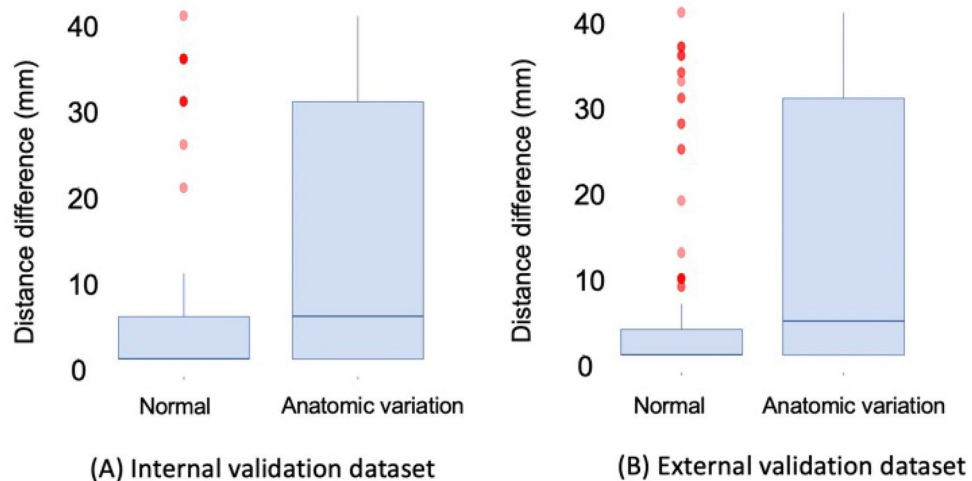 Distance difference (mm)
40
30
20
10
0
Normal
Anatomic variation
(A) Internal validation dataset
Distance difference (mm)
40
30
20
10
0
Normal
Anatomic variation
(B) External validation dataset